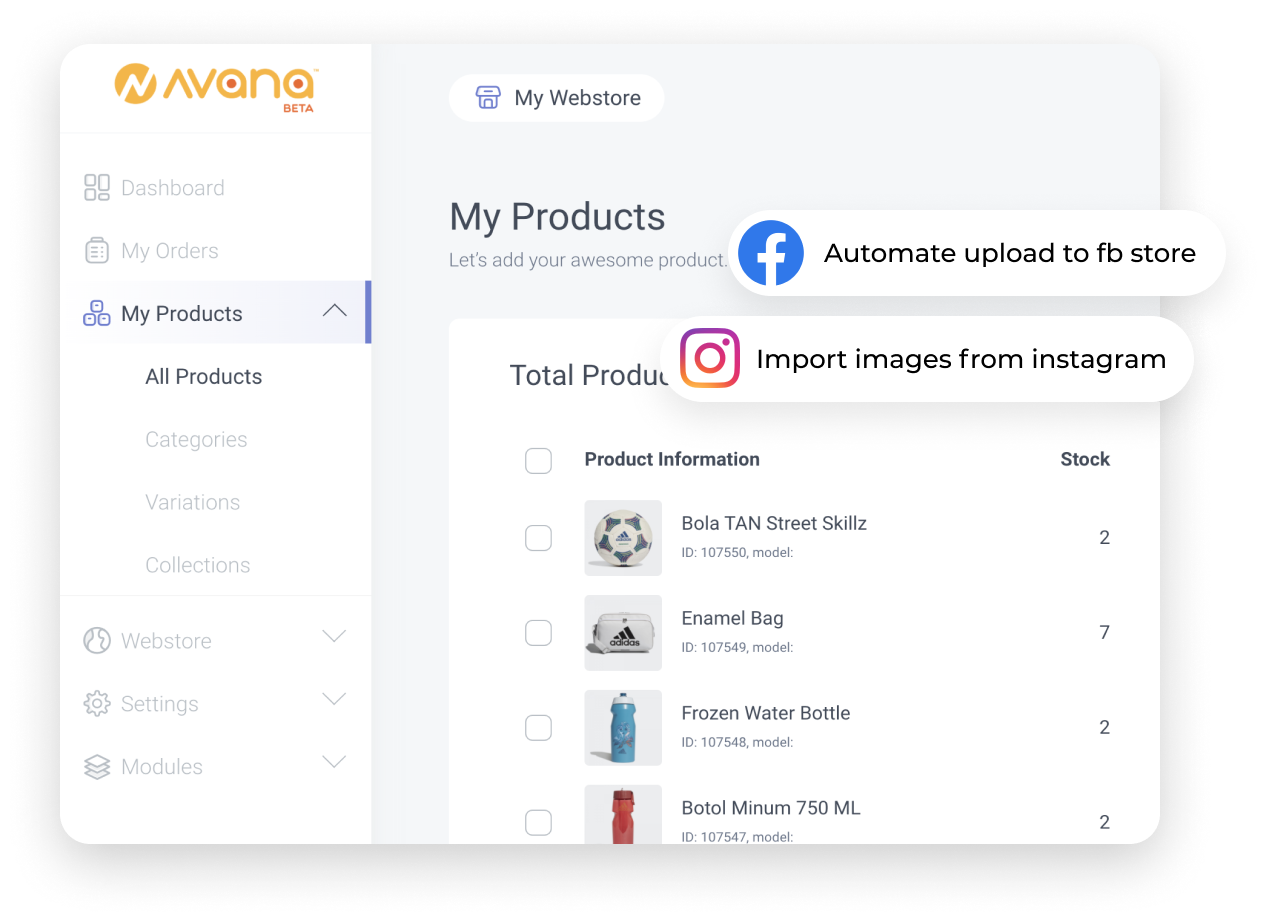 Avana™
BETA
Dashboard
My Orders
My Products
All Products
Categories
Variations
Collections
Webstore
Settings
Modules
My Webstore
My Products
Let's add your awesome product.
Automate upload to fb store
Import images from instagram
Total Produc
Product Information Stock
Bola TAN Street Skillz
ID: 107550, model:
2
Enamel Bag
ID: 107549, model:
7
adidas
Frozen Water Bottle
ID: 107548, model:
2
Botol Minum 750 ML
ID: 107547, model:
2